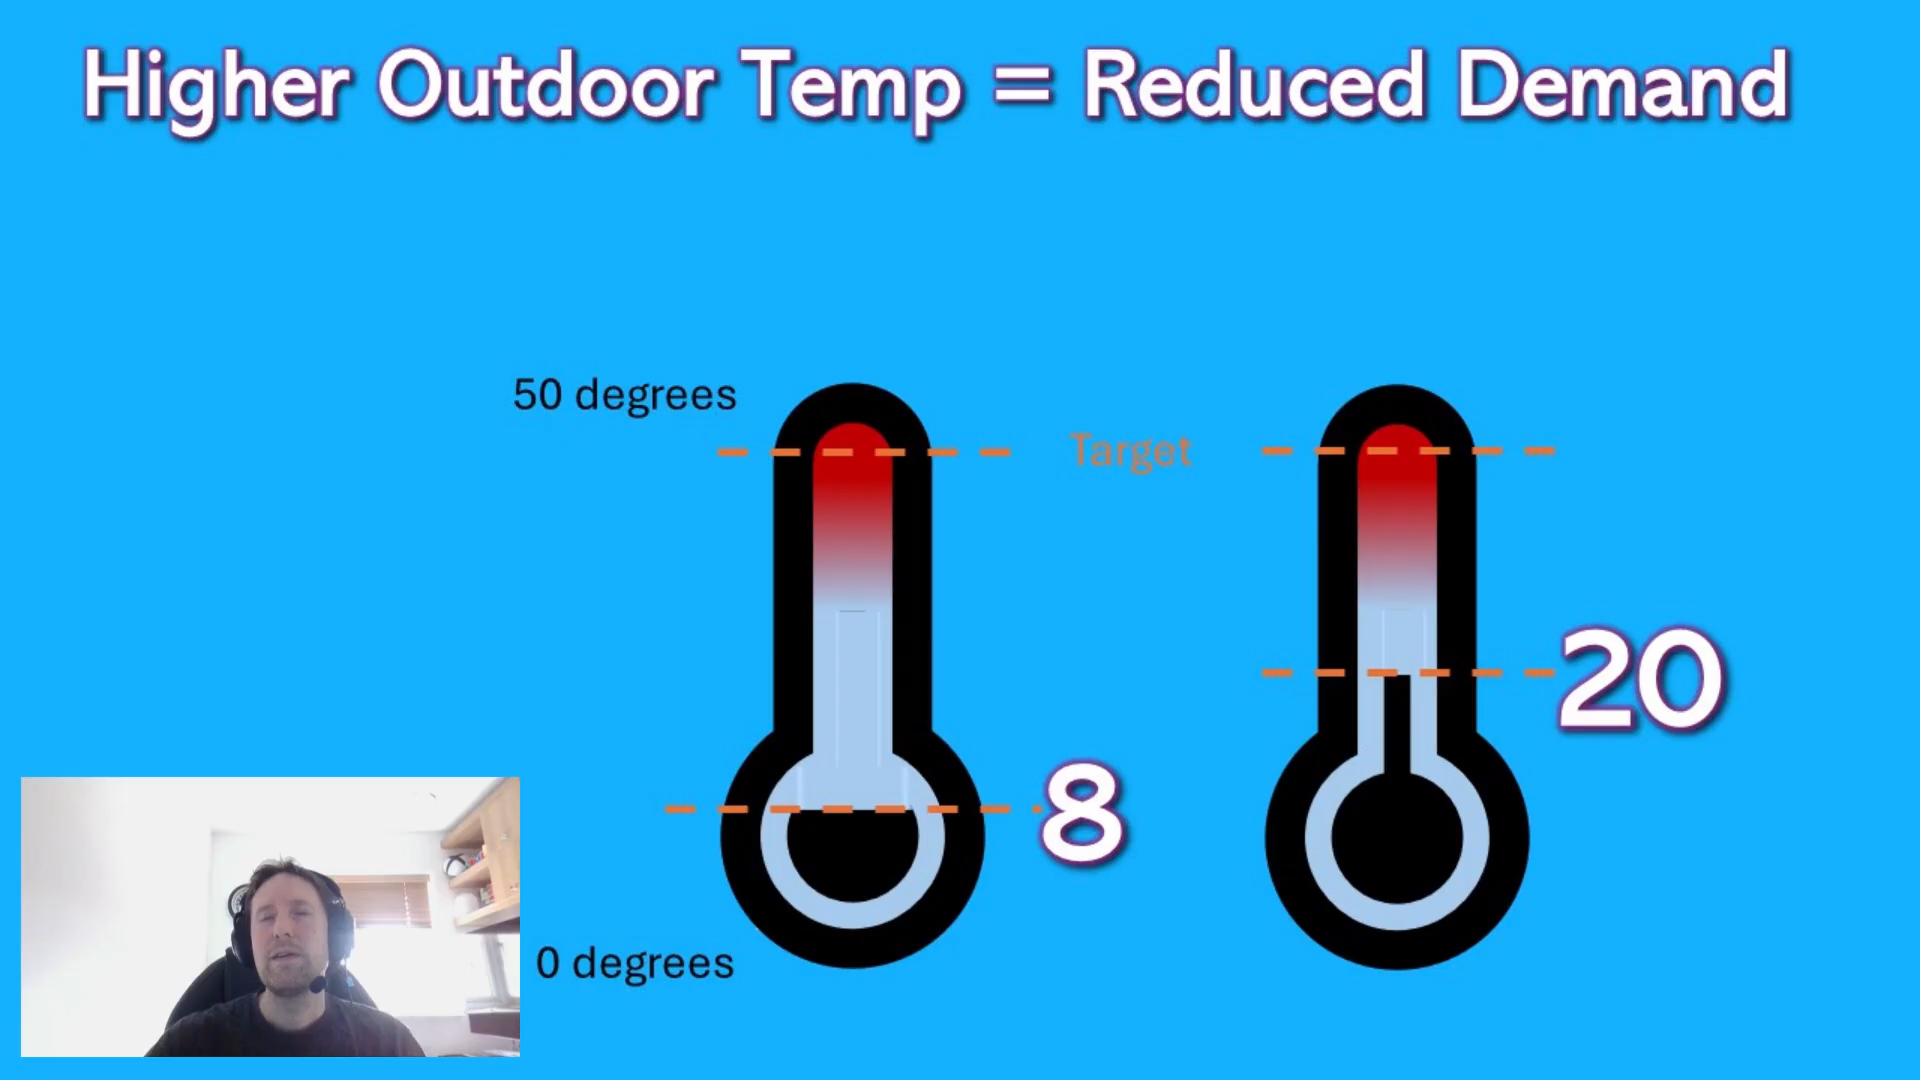 Higher Outdoor Temp = Reduced Demand
50 degrees
Target
20
8
0 degrees